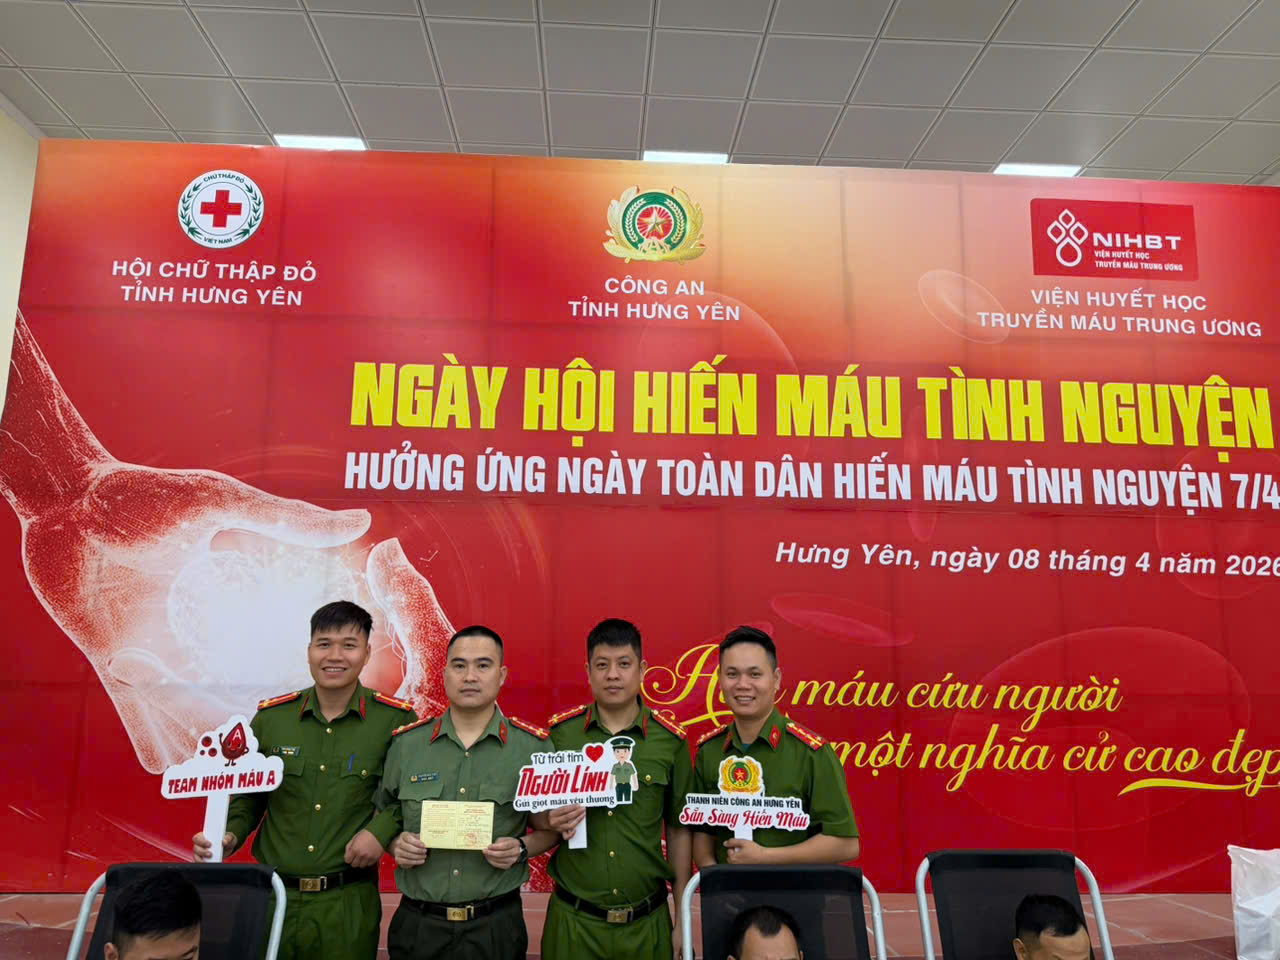 CHỮ THẬP ĐỎ
VIỆT NAM
HỘI CHỮ THẬP ĐỎ
TỈNH HƯNG YÊN
CÔNG AN
TỈNH HƯNG YÊN
NIHBT
VIỆN HUYẾT HỌC
TRUYỀN MÁU TRUNG ƯƠNG
VIỆN HUYẾT HỌC
TRUYỀN MÁU TRUNG ƯƠNG
NGÀY HỘI HIẾN MÁU TÌNH NGUYỆN
HƯỞNG ỨNG NGÀY TOÀN DÂN HIẾN MÁU TÌNH NGUYỆN 7/4
Hưng Yên, ngày 08 tháng 4 năm 2026
máu cứu người
một nghĩa cử cao đẹp
A
TEAM NHÓM MÁU A
Từ trái tim
NGƯỜI LÍNH
Gửi giọt máu yêu thương
THANH NIÊN CÔNG AN HƯNG YÊN
Sẵn Sàng Hiến Máu